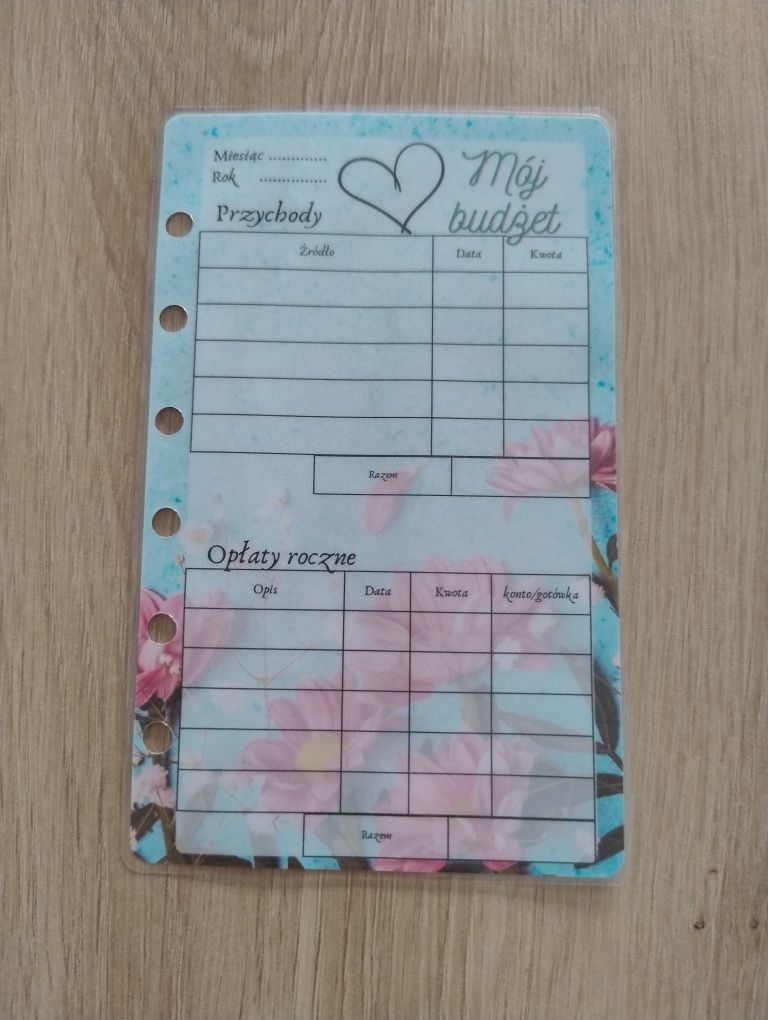 Miesiąc .............
Rok ...............
Mój
budżet
Przychody
Źródło Data Kwota
Razem
Opłaty roczne
Opis Data Kwota konto/gotówka
Razem